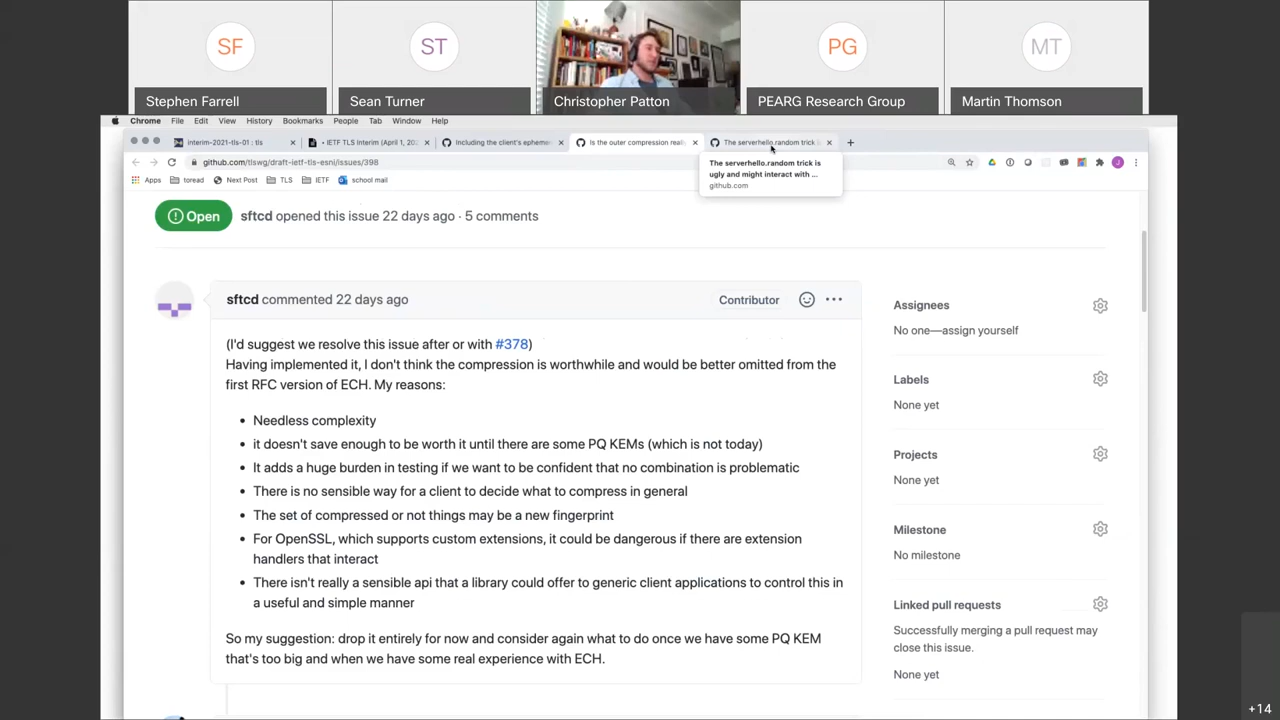 SF
ST
PG
MT
Stephen Farrell
Sean Turner
Christopher Patton
PEARG Research Group
Martin Thomson
Chrome File Edit View History Bookmarks People Tab Window Help
interim-2021-tls-01 : tls
• IETF TLS Interim (April 1, 202
Including the client's ephem
Is the outer compression reall
The serverhello.random trick is
github.com/tlswg/draft-ietf-tls-esni/issues/398
The serverhello.random trick is
ugly and might interact with ...
github.com
Apps toread Next Post TLS IETF school mail
Open
sftcd opened this issue 22 days ago · 5 comments
sftcd commented 22 days ago
Contributor
(I'd suggest we resolve this issue after or with #378)
Having implemented it, I don't think the compression is worthwhile and would be better omitted from the
first RFC version of ECH. My reasons:
• Needless complexity
• it doesn't save enough to be worth it until there are some PQ KEMs (which is not today)
• It adds a huge burden in testing if we want to be confident that no combination is problematic
• There is no sensible way for a client to decide what to compress in general
• The set of compressed or not things may be a new fingerprint
• For OpenSSL, which supports custom extensions, it could be dangerous if there are extension
handlers that interact
• There isn't really a sensible api that a library could offer to generic client applications to control this in
a useful and simple manner
So my suggestion: drop it entirely for now and consider again what to do once we have some PQ KEM
that's too big and when we have some real experience with ECH.
Assignees
No one—assign yourself
Labels
None yet
Projects
None yet
Milestone
No milestone
Linked pull requests
Successfully merging a pull request may
close this issue.
None yet
J
+14